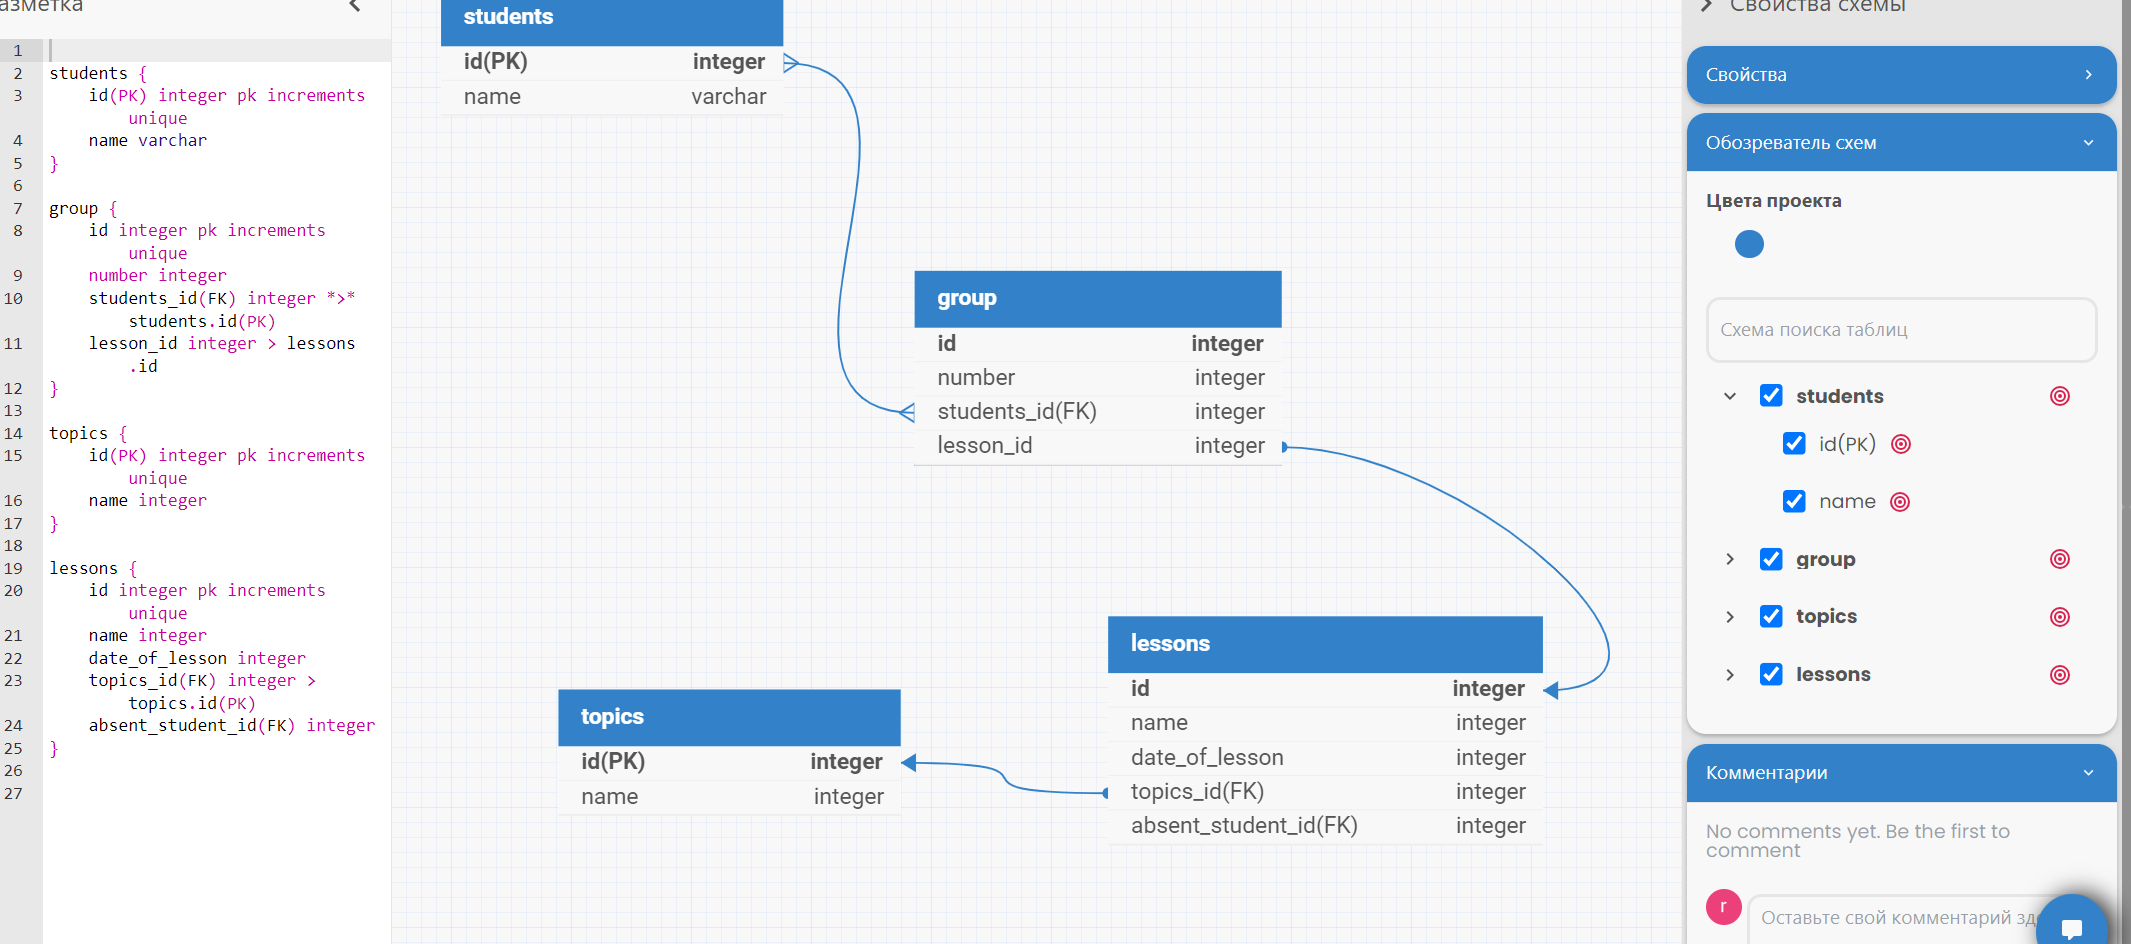 азметка
1
2 students {
3 id(PK) integer pk increments
unique
4 name varchar
5 }
6
7 group {
8 id integer pk increments
unique
9 number integer
10 students_id(FK) integer *>*
students.id(PK)
11 lesson_id integer > lessons
.id
12 }
13
14 topics {
15 id(PK) integer pk increments
unique
16 name integer
17 }
18
19 lessons {
20 id integer pk increments
unique
21 name integer
22 date_of_lesson integer
23 topics_id(FK) integer >
topics.id(PK)
24 absent_student_id(FK) integer
25 }
26
27
students
id(PK) integer
name varchar
group
id integer
number integer
students_id(FK) integer
lesson_id integer
topics
id(PK) integer
name integer
lessons
id integer
name integer
date_of_lesson integer
topics_id(FK) integer
absent_student_id(FK) integer
Свойства схемы
Свойства
Обозреватель схем
Цвета проекта
Схема поиска таблиц
students
id(PK)
name
group
topics
lessons
Комментарии
No comments yet. Be the first to
comment
r
Оставьте свой комментарий зд